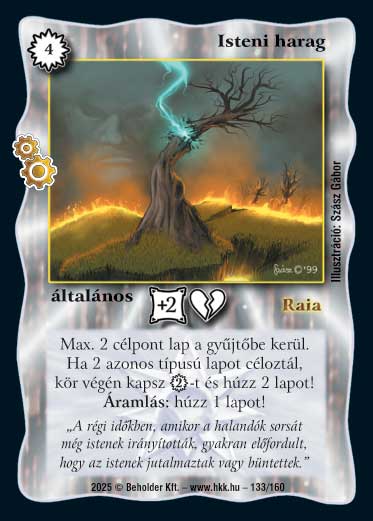 Isteni harag
4
Illusztráció: Szász Gábor
Szász © '99
általános
+2
Raia
Max. 2 célpont lap a gyűjtőbe kerül.
Ha 2 azonos típusú lapot céloztál,
kör végén kapsz 2-t és húzz 2 lapot!
Áramlás: húzz 1 lapot!
„A régi időkben, amikor a halandók sorsát
még istenek irányították, gyakran előfordult,
hogy az istenek jutalmaztak vagy büntettek.”
2025 © Beholder Kft. – www.hkk.hu – 133/160